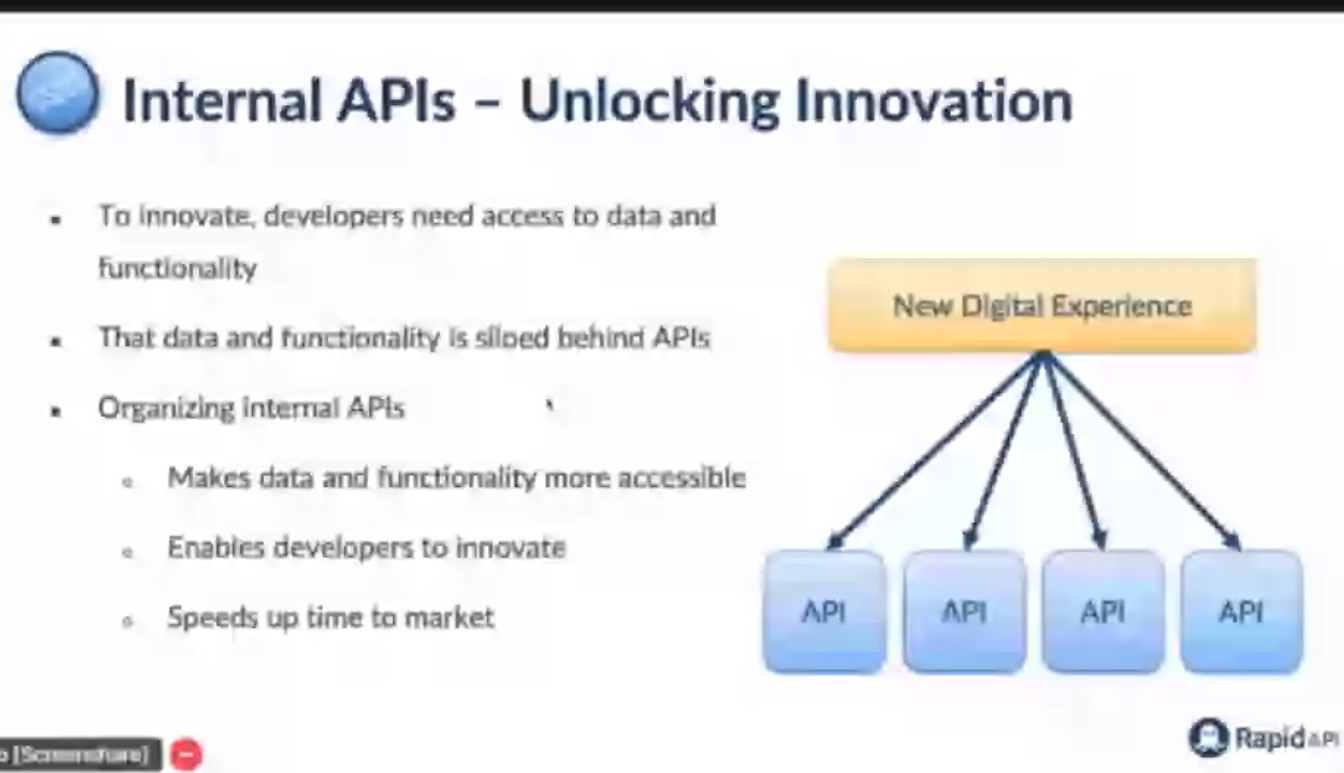 Internal APIs – Unlocking Innovation
To innovate, developers need access to data and
functionality
That data and functionality is siloed behind APIs
Organizing internal APIs
Makes data and functionality more accessible
Enables developers to innovate
Speeds up time to market
New Digital Experience
API
API
API
API
[Screenshare]
Rapid API